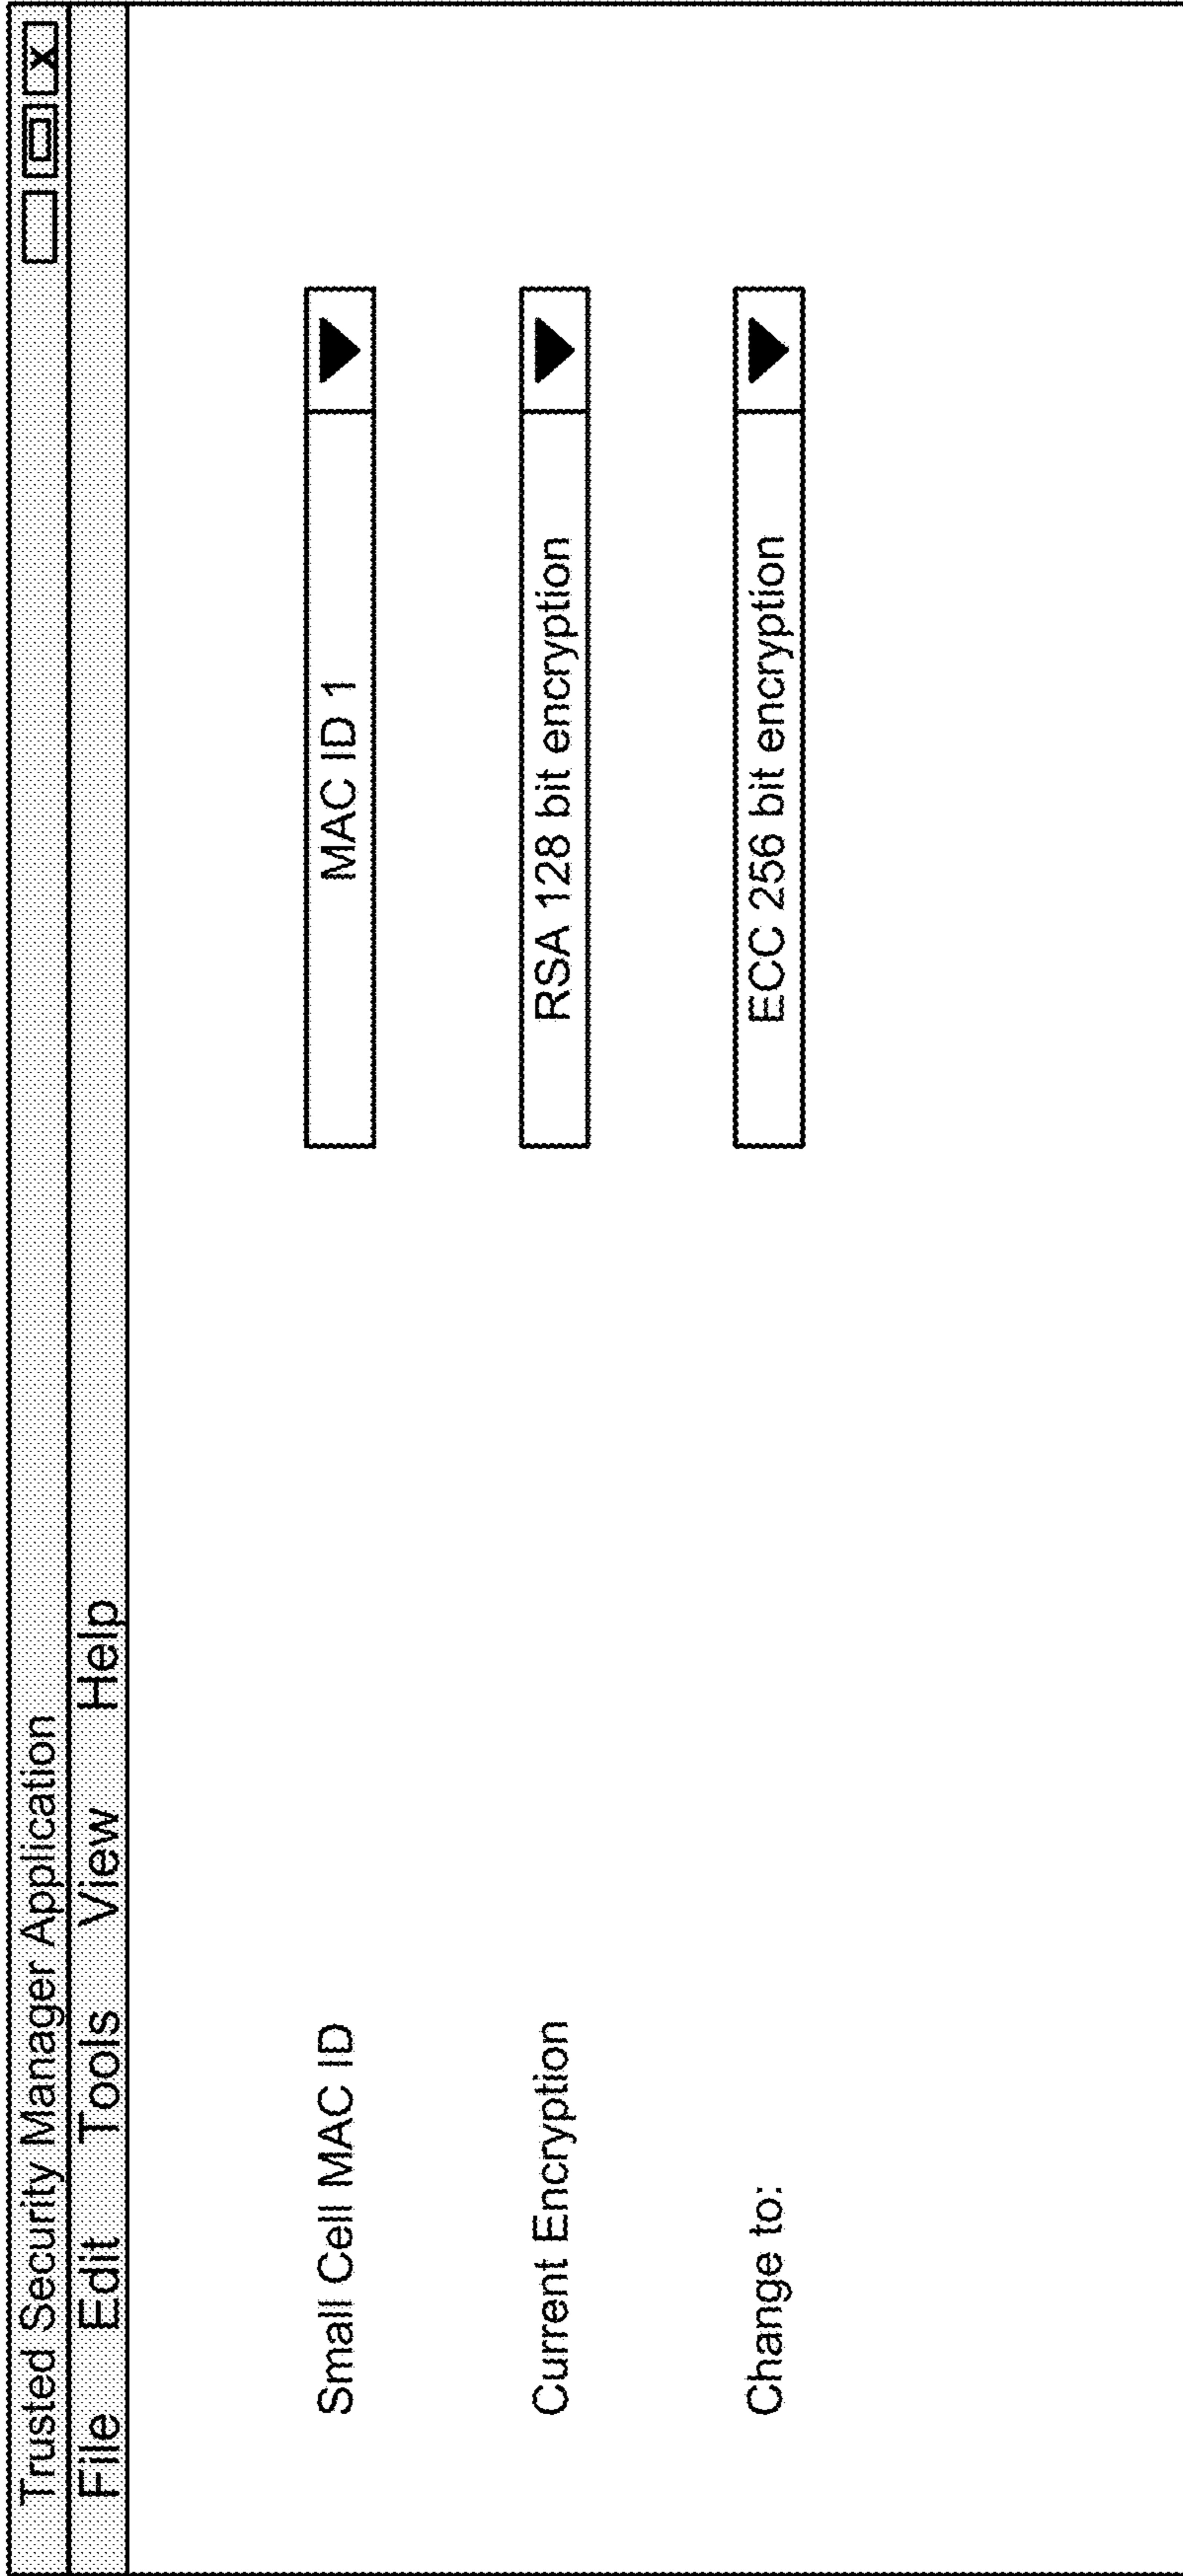 Trusted Security Manager Application
File Edit Tools View Help
Small Cell MAC ID MAC ID 1
Current Encryption RSA 128 bit encryption
Change to: ECC 256 bit encryption